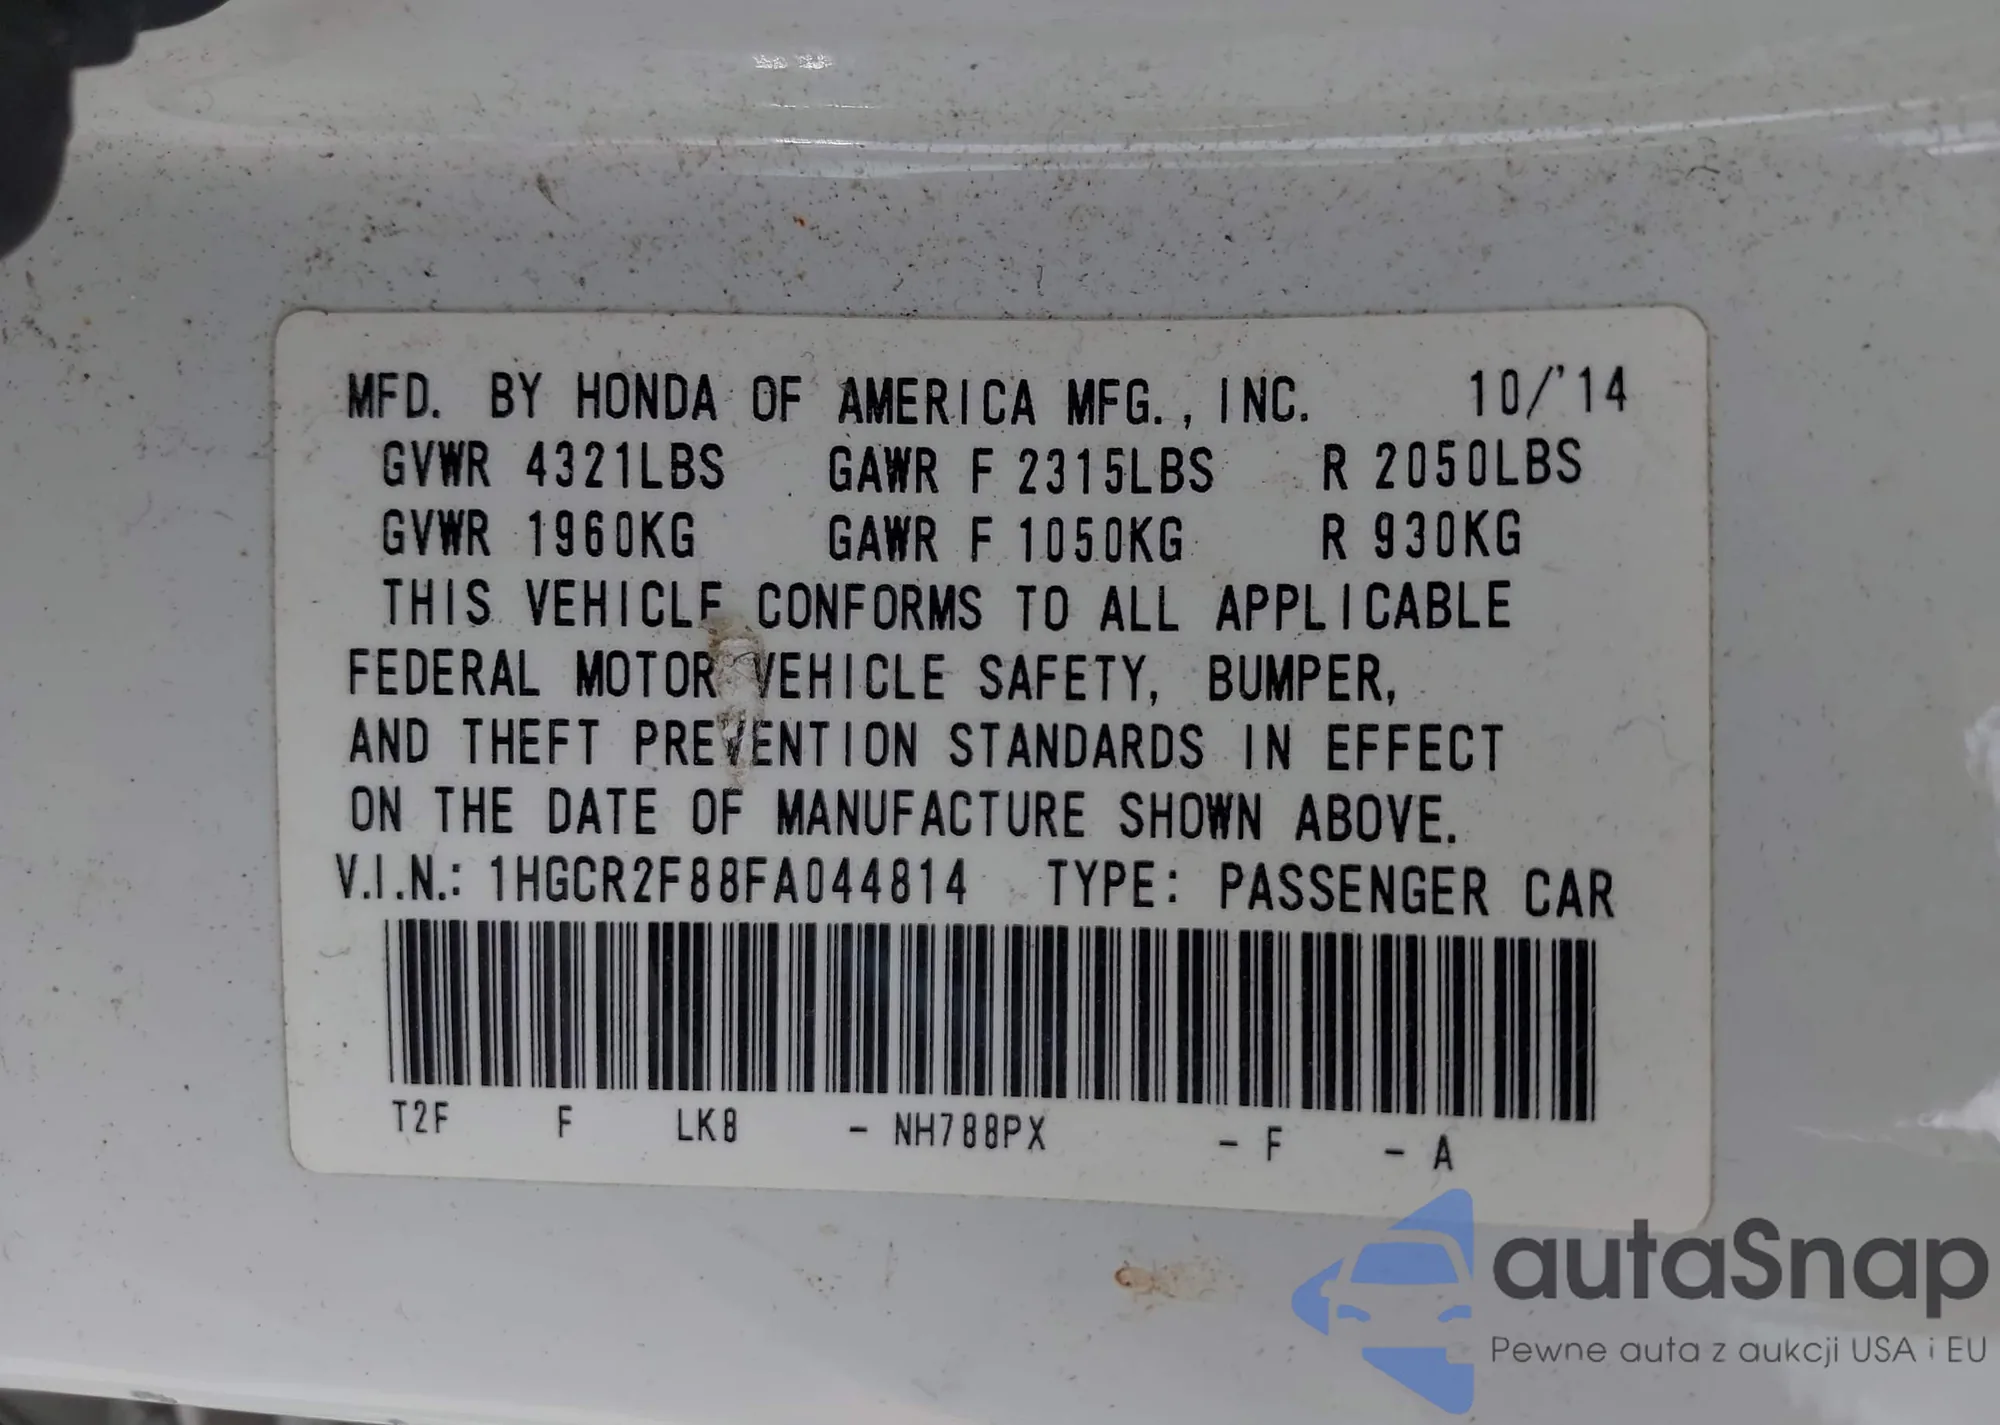 MFD. BY HONDA OF AMERICA MFG., INC. 10/'14
GVWR 4321LBS GAWR F 2315LBS R 2050LBS
GVWR 1960KG GAWR F 1050KG R 930KG
THIS VEHICLE CONFORMS TO ALL APPLICABLE
FEDERAL MOTOR VEHICLE SAFETY, BUMPER,
AND THEFT PREVENTION STANDARDS IN EFFECT
ON THE DATE OF MANUFACTURE SHOWN ABOVE.
V.I.N.: 1HGCR2F88FA044814 TYPE: PASSENGER CAR
T2F F LK8 - NH788PX - F - A
autaSnap
Pewne auta z aukcji USA i EU